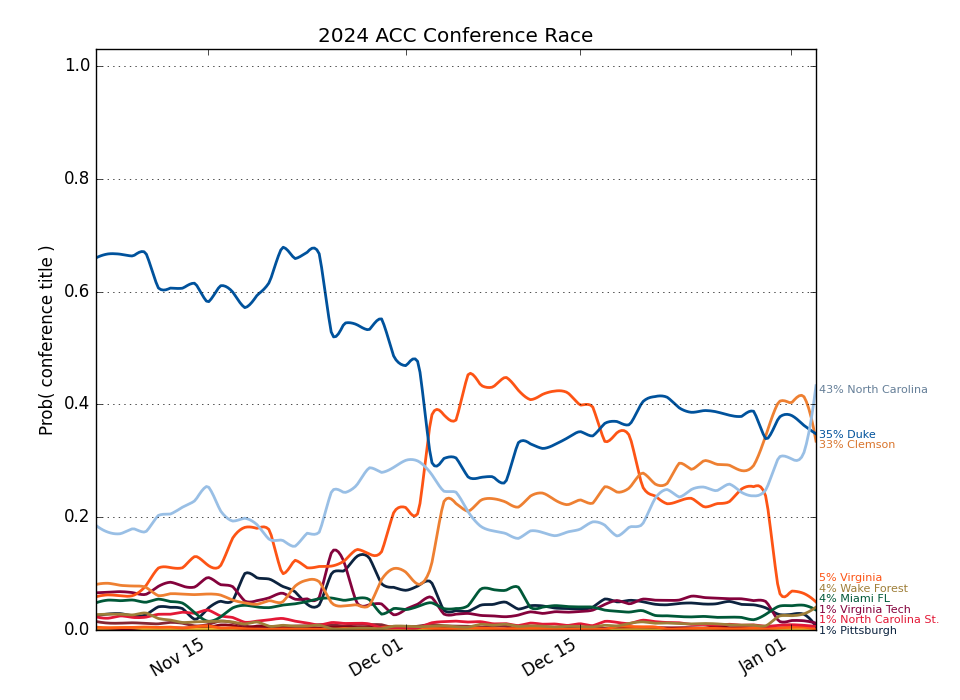 2024 ACC Conference Race
Prob( conference title )
1.0
0.8
0.6
0.4
0.2
0.0
Nov 15
Dec 01
Dec 15
Jan 01
43% North Carolina
35% Duke
33% Clemson
5% Virginia
4% Wake Forest
4% Miami FL
1% Virginia Tech
1% North Carolina St.
1% Pittsburgh